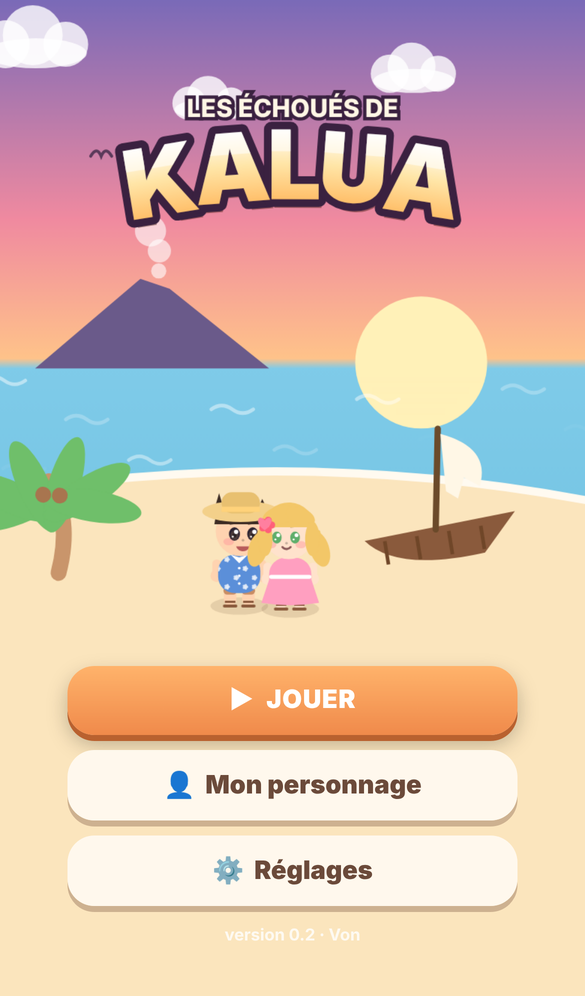 LES ÉCHOUÉS DE
KALUA
JOUER
Mon personnage
Réglages
version 0.2 · Von